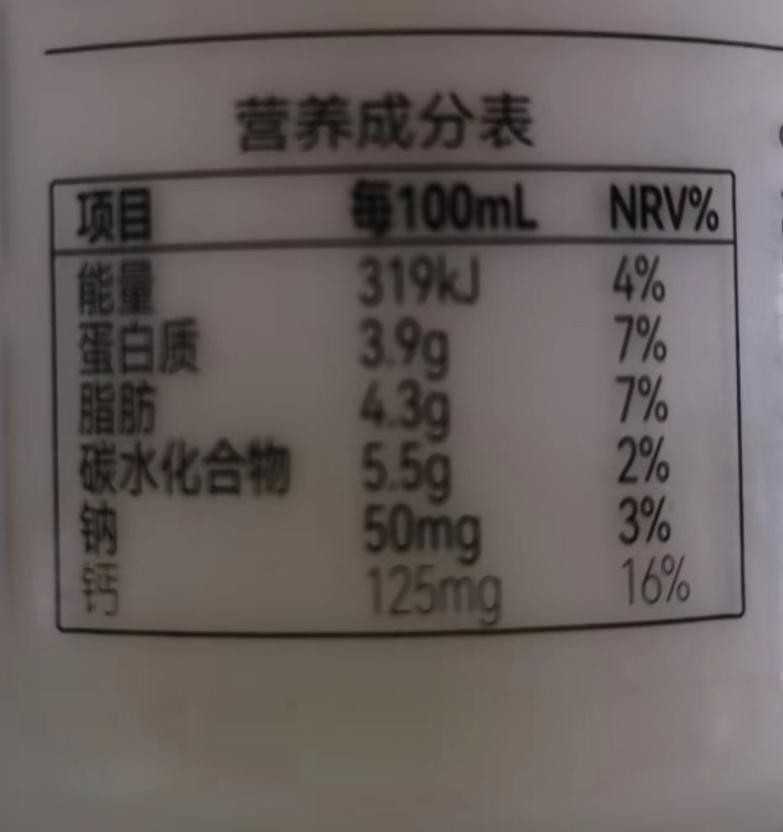 营养成分表
项目 每100mL NRV%
能量 319kJ 4%
蛋白质 3.9g 7%
脂肪 4.3g 7%
碳水化合物 5.5g 2%
钠 50mg 3%
钙 125mg 16%